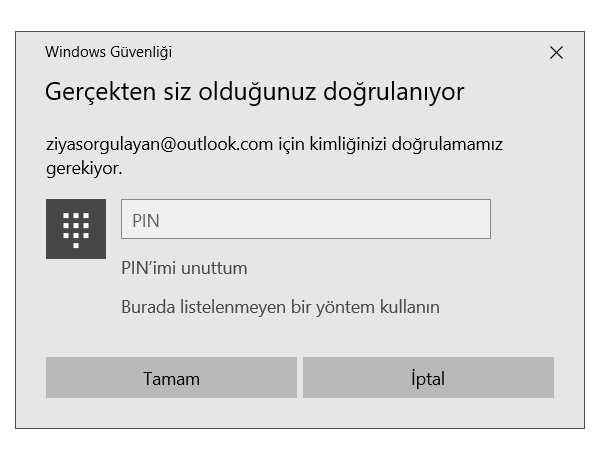 Windows Güvenliği
Gerçekten siz olduğunuz doğrulanıyor
ziyasorgulayan@outlook.com için kimliğinizi doğrulamamız
gerekiyor.
PIN
PIN’imi unuttum
Burada listelenmeyen bir yöntem kullanın
Tamam
İptal